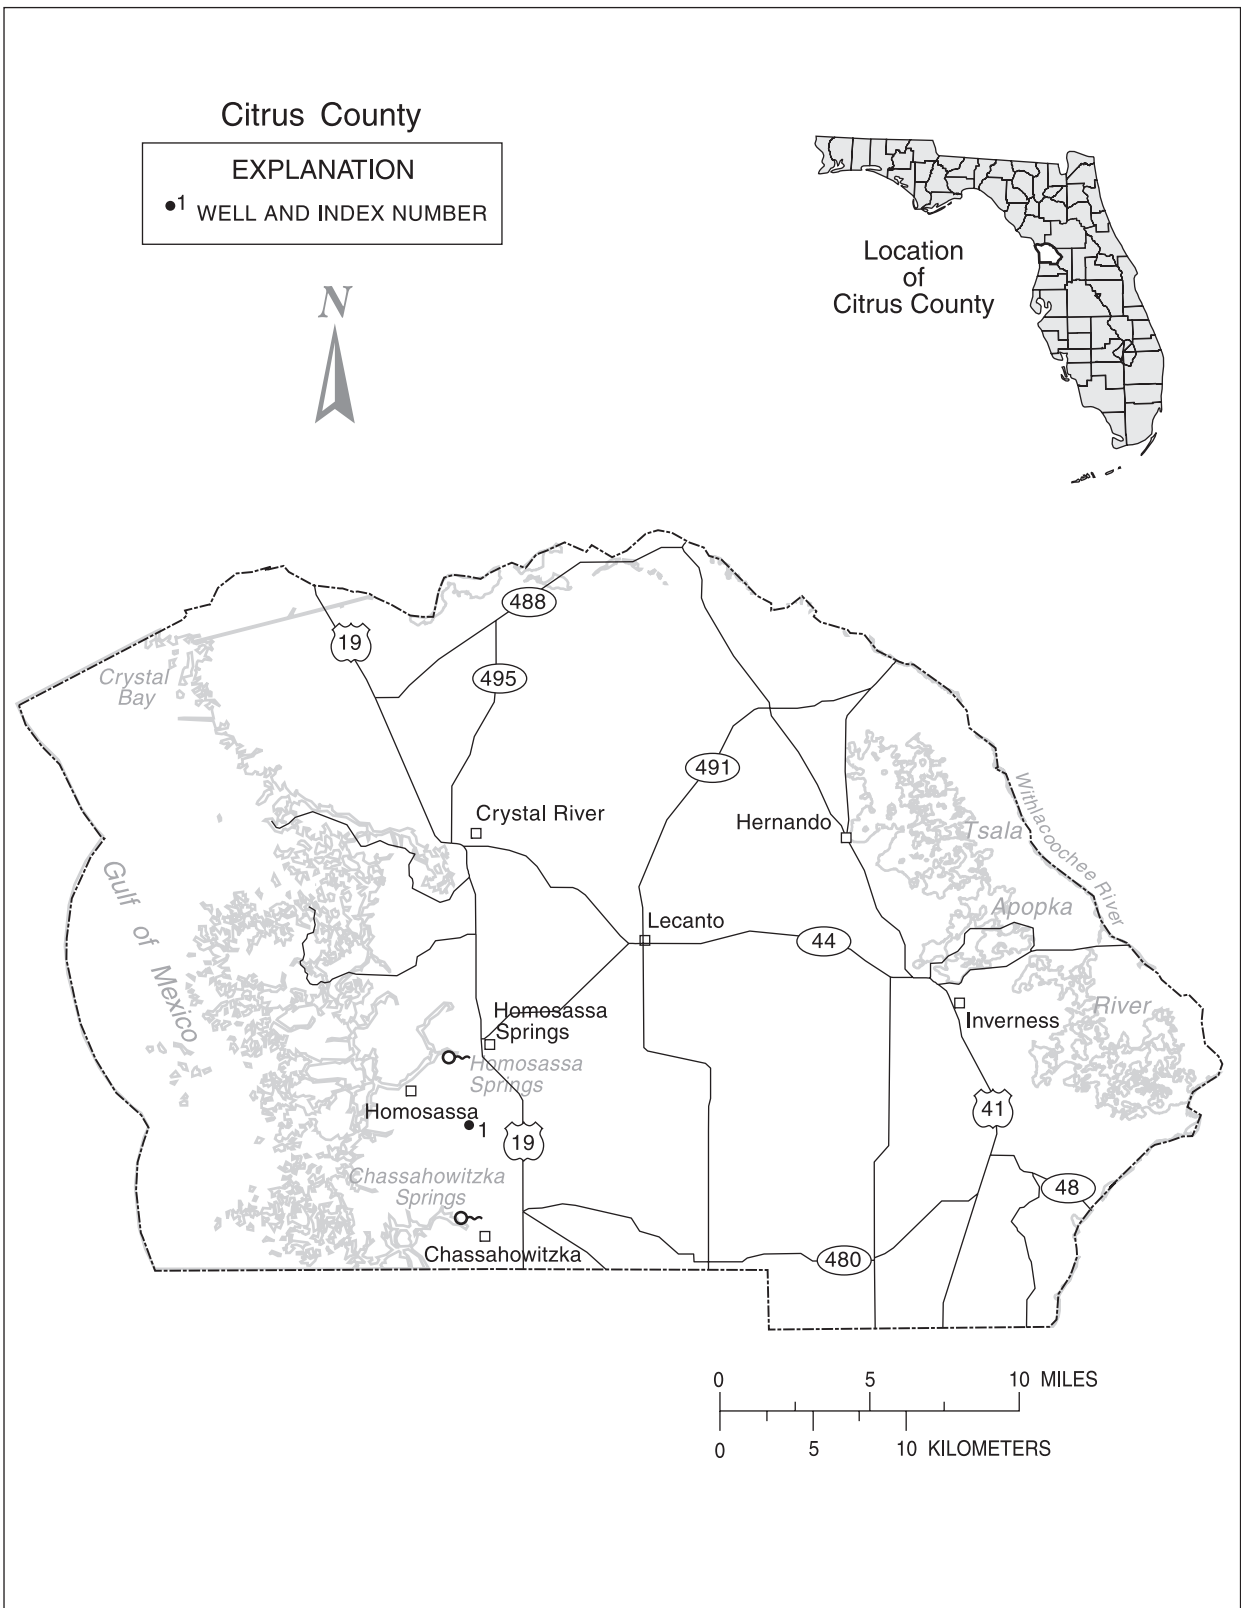 Citrus County
EXPLANATION
1 WELL AND INDEX NUMBER
N
Location
of
Citrus County
488
19
Crystal
Bay
495
491
Crystal River
Hernando
Tsala
Withlacoochee River
Gulf of Mexico
Apopka
Lecanto
44
Homosassa
Springs
Inverness
River
Homosassa
Springs
Homosassa
1
19
41
Chassahowitzka
Springs
48
Chassahowitzka
480
0 5 10 MILES
0 5 10 KILOMETERS